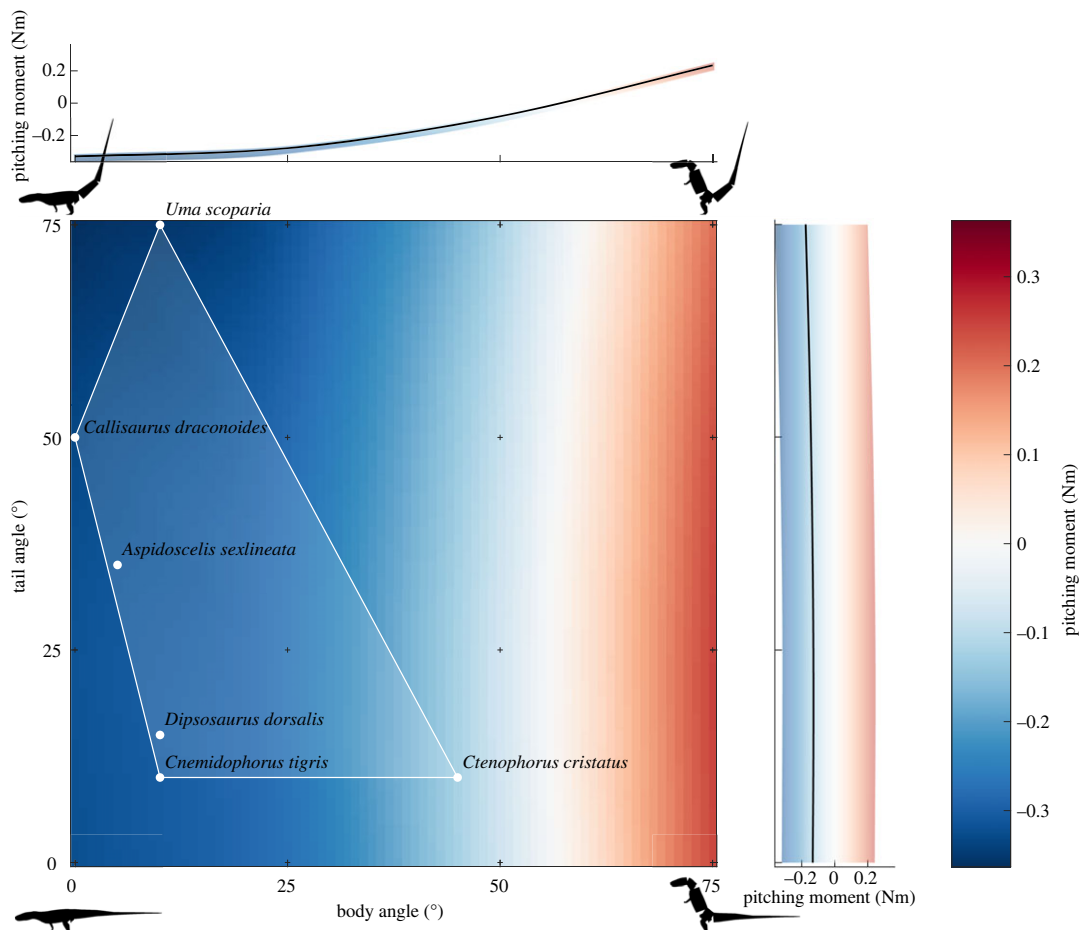 pitching moment (Nm)
0.2
0
–0.2
Uma scoparia
75
Callisaurus draconoides
50
Aspidoscelis sexlineata
25
Dipsosaurus dorsalis
Cnemidophorus tigris
Ctenophorus cristatus
0
tail angle (°)
0 25 50 75
body angle (°)
–0.2 0 0.2
pitching moment (Nm)
0.3
0.2
0.1
0
–0.1
–0.2
–0.3
pitching moment (Nm)